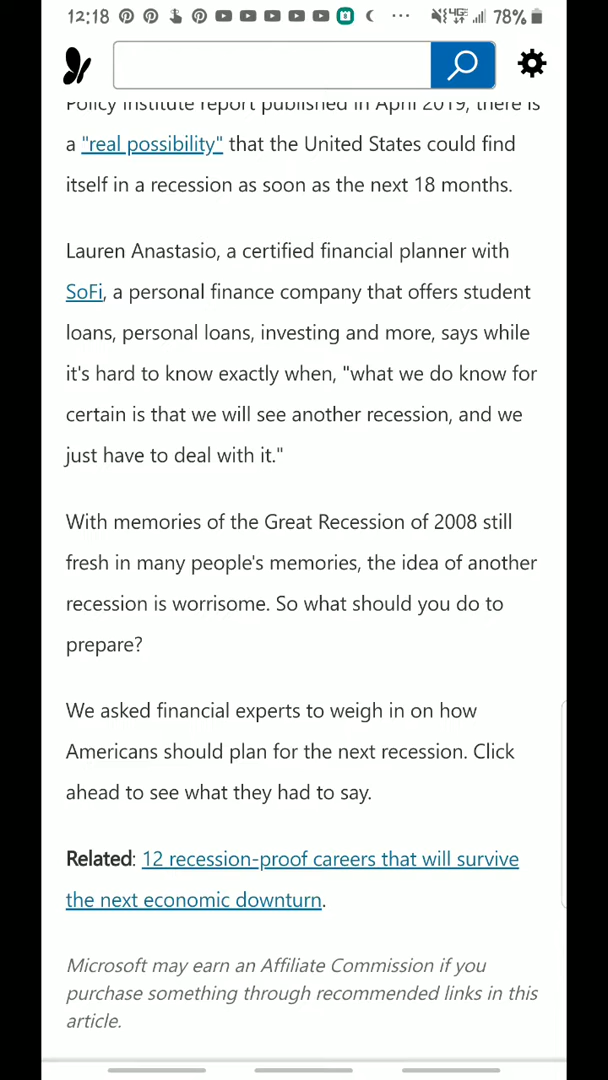 12:18 78%
Policy Institute report published in April 2019, there is
a "real possibility" that the United States could find
itself in a recession as soon as the next 18 months.
Lauren Anastasio, a certified financial planner with
SoFi, a personal finance company that offers student
loans, personal loans, investing and more, says while
it's hard to know exactly when, "what we do know for
certain is that we will see another recession, and we
just have to deal with it."
With memories of the Great Recession of 2008 still
fresh in many people's memories, the idea of another
recession is worrisome. So what should you do to
prepare?
We asked financial experts to weigh in on how
Americans should plan for the next recession. Click
ahead to see what they had to say.
Related: 12 recession-proof careers that will survive
the next economic downturn.
Microsoft may earn an Affiliate Commission if you
purchase something through recommended links in this
article.